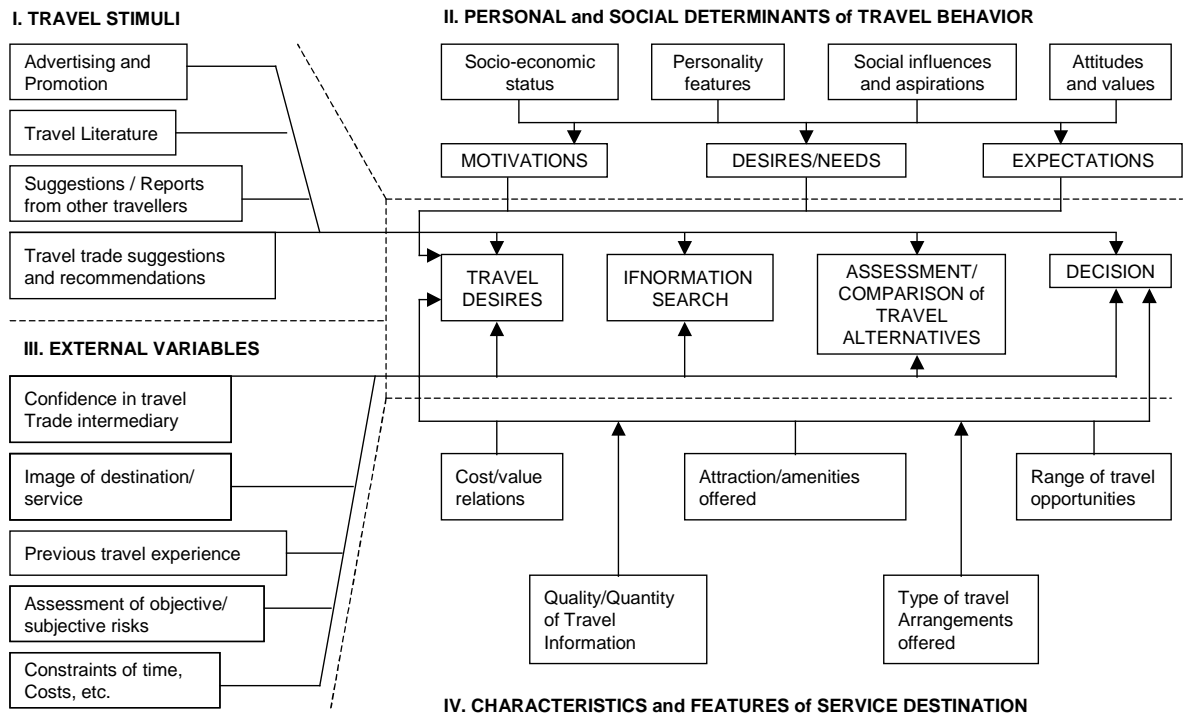 I. TRAVEL STIMULI
Advertising and
Promotion
Travel Literature
Suggestions / Reports
from other travellers
Travel trade suggestions
and recommendations
II. PERSONAL and SOCIAL DETERMINANTS of TRAVEL BEHAVIOR
Socio-economic
status
Personality
features
Social influences
and aspirations
Attitudes
and values
MOTIVATIONS
DESIRES/NEEDS
EXPECTATIONS
TRAVEL
DESIRES
IFNORMATION
SEARCH
ASSESSMENT/
COMPARISON of
TRAVEL
ALTERNATIVES
DECISION
III. EXTERNAL VARIABLES
Confidence in travel
Trade intermediary
Image of destination/
service
Previous travel experience
Assessment of objective/
subjective risks
Constraints of time,
Costs, etc.
Cost/value
relations
Attraction/amenities
offered
Range of travel
opportunities
Quality/Quantity
of Travel
Information
Type of travel
Arrangements
offered
IV. CHARACTERISTICS and FEATURES of SERVICE DESTINATION